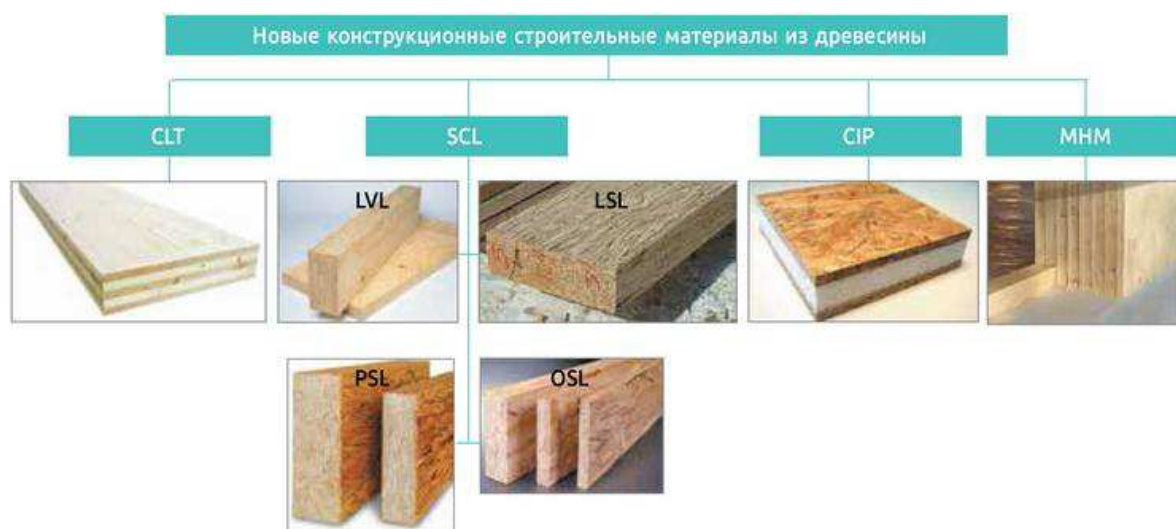 Новые конструкционные строительные материалы из древесины
CLT
SCL
CIP
MHM
LVL
LSL
PSL
OSL